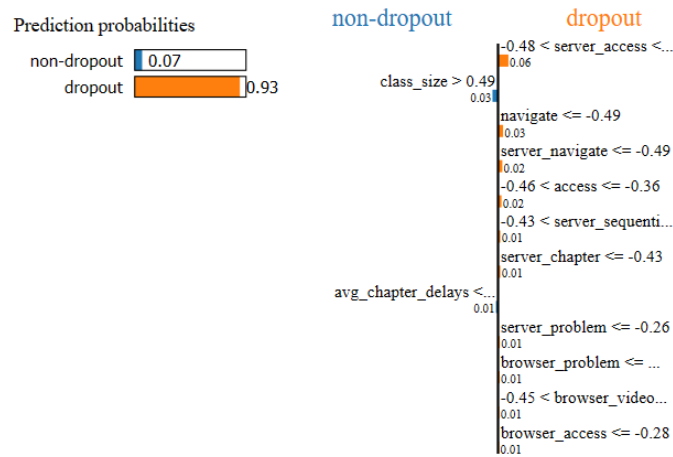 Prediction probabilities
non-dropout 0.07
dropout 0.93
non-dropout dropout
-0.48 < server_access <...
0.06
class_size > 0.49
0.03
navigate <= -0.49
0.03
server_navigate <= -0.49
0.02
-0.46 < access <= -0.36
0.02
-0.43 < server_sequenti...
0.01
server_chapter <= -0.43
0.01
avg_chapter_delays <...
0.01
server_problem <= -0.26
0.01
browser_problem <= ...
0.01
-0.45 < browser_video...
0.01
browser_access <= -0.28
0.01